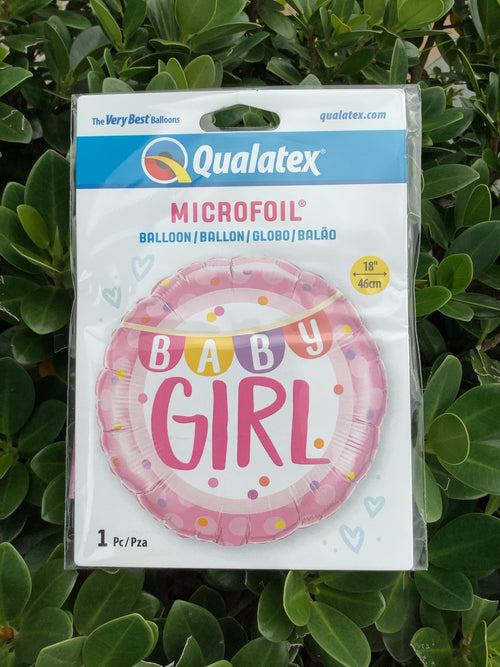 The Very Best Balloons
qualatex.com
Qualatex®
MICROFOIL®
BALLOON/BALLON/GLOBO/BALÃO
18"
46cm
BABY
GIRL
1 Pc/Pza